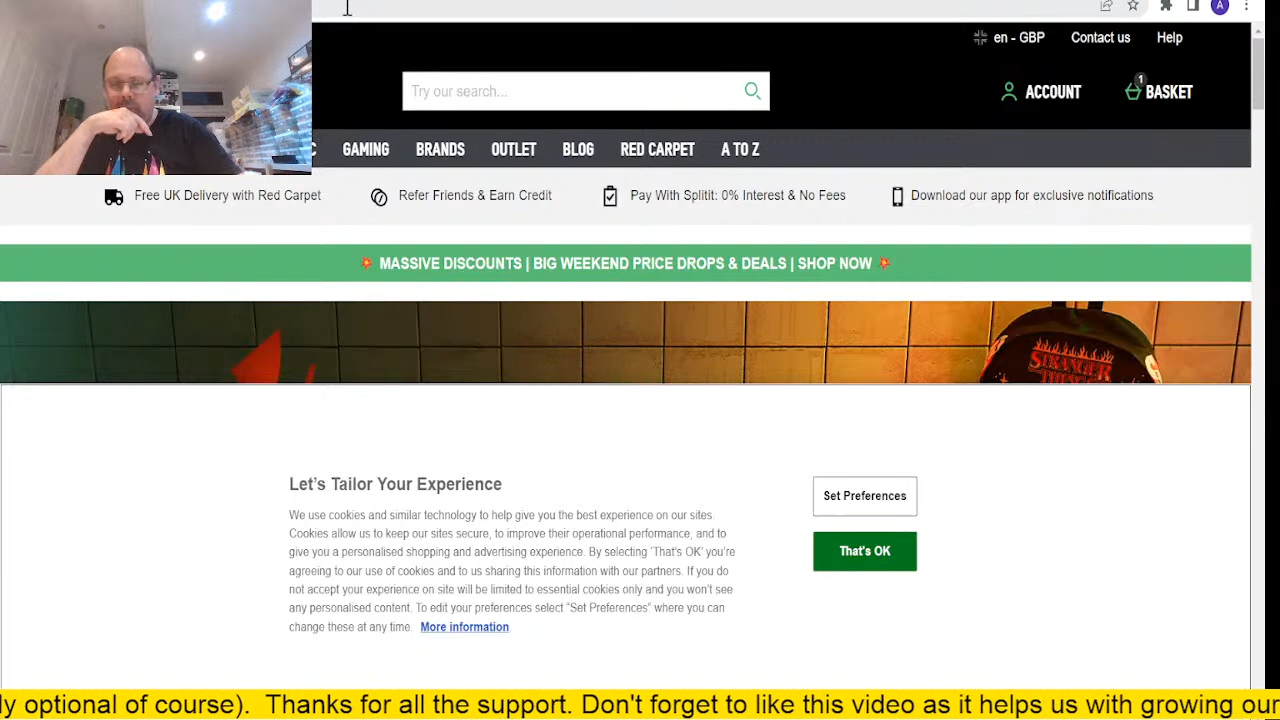 A
en - GBP Contact us Help
Try our search...
ACCOUNT
1
BASKET
C GAMING BRANDS OUTLET BLOG RED CARPET A TO Z
Free UK Delivery with Red Carpet Refer Friends & Earn Credit Pay With Splitit: 0% Interest & No Fees Download our app for exclusive notifications
MASSIVE DISCOUNTS | BIG WEEKEND PRICE DROPS & DEALS | SHOP NOW
STRANGER
THINGS
Let's Tailor Your Experience
We use cookies and similar technology to help give you the best experience on our sites.
Cookies allow us to keep our sites secure, to improve their operational performance, and to
give you a personalised shopping and advertising experience. By selecting 'That's OK' you're
agreeing to our use of cookies and to us sharing this information with our partners. If you do
not accept your experience on site will be limited to essential cookies only and you won't see
any personalised content. To edit your preferences select "Set Preferences" where you can
change these at any time. More information
Set Preferences
That's OK
ly optional of course). Thanks for all the support. Don't forget to like this video as it helps us with growing our